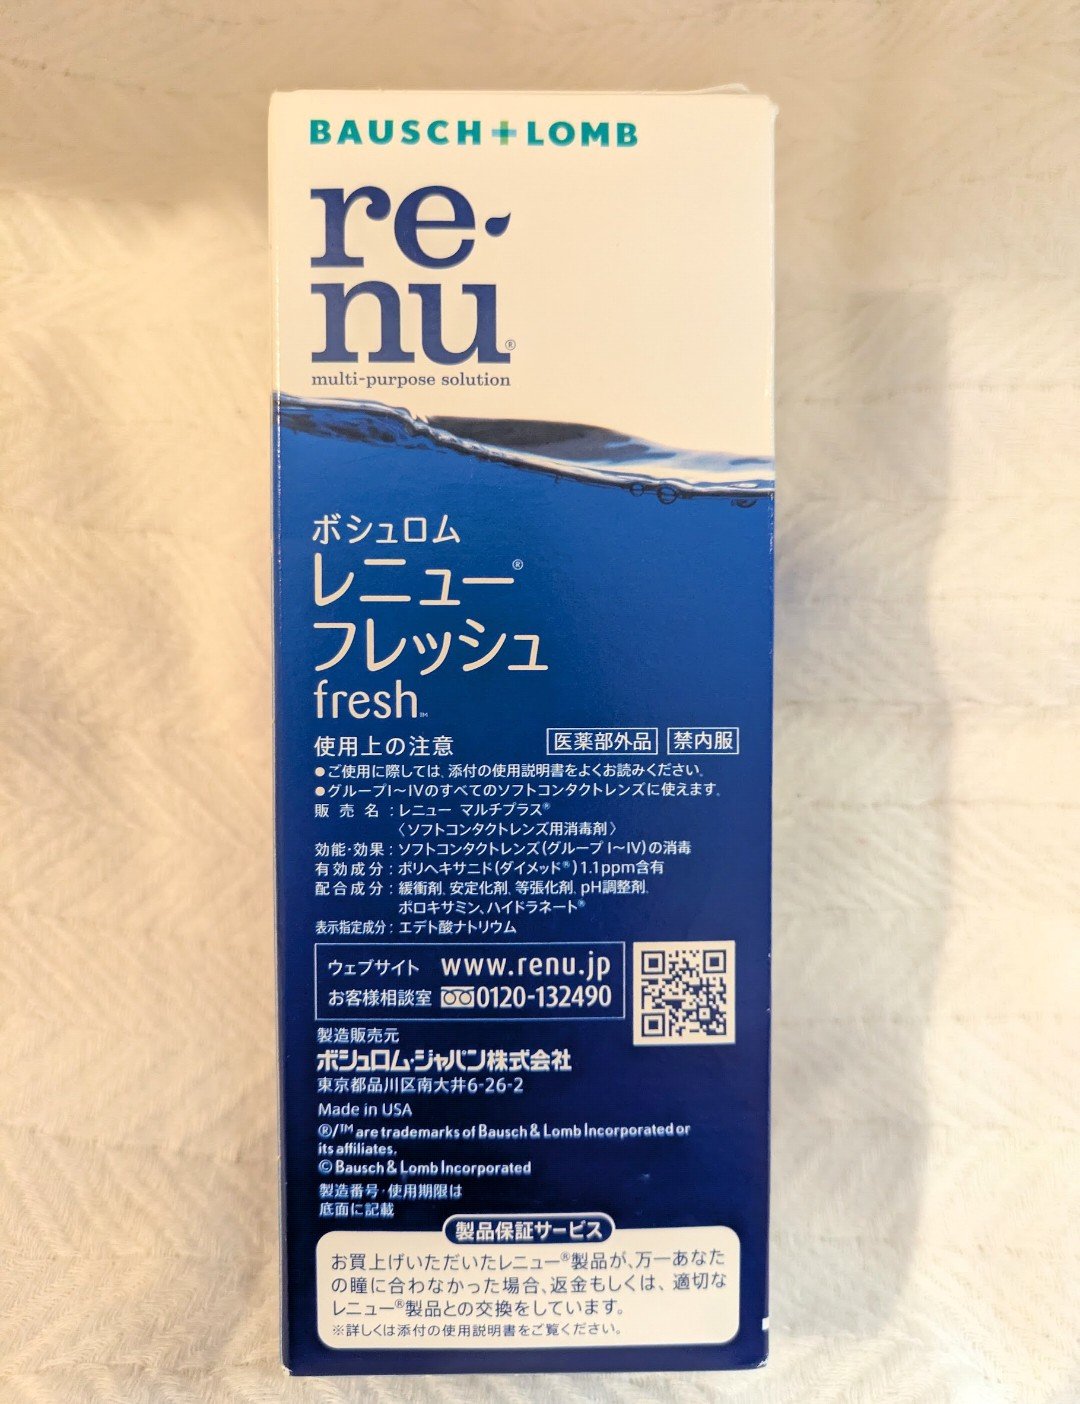 BAUSCH + LOMB
re
nu®
multi-purpose solution
ボシュロム
レニュー®
フレッシュ
fresh™
使用上の注意 医薬部外品 禁内服
●ご使用に際しては、添付の使用説明書をよくお読みください。
●グループI～IVのすべてのソフトコンタクトレンズに使えます。
販売名：レニュー マルチプラス®
〈ソフトコンタクトレンズ用消毒剤〉
効能・効果：ソフトコンタクトレンズ(グループ I～IV)の消毒
有効成分：ポリヘキサニド(ダイメッド®)1.1ppm含有
配合成分：緩衝剤、安定化剤、等張化剤、pH調整剤、
ポロキサミン、ハイドラネート®
表示指定成分：エデト酸ナトリウム
ウェブサイト www.renu.jp
お客様相談室 0120-132490
製造販売元
ボシュロム・ジャパン株式会社
東京都品川区南大井6-26-2
Made in USA
®/™ are trademarks of Bausch & Lomb Incorporated or
its affiliates.
© Bausch & Lomb Incorporated
製造番号・使用期限は
底面に記載
製品保証サービス
お買上げいただいたレニュー®製品が、万一あなた
の瞳に合わなかった場合、返金もしくは、適切な
レニュー®製品との交換をしています。
※詳しくは添付の使用説明書をご覧ください。